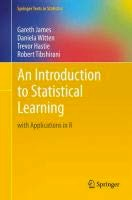 Springer Texts in Statistics
Gareth James
Daniela Witten
Trevor Hastie
Robert Tibshirani
An Introduction
to Statistical
Learning
with Applications in R
Springer